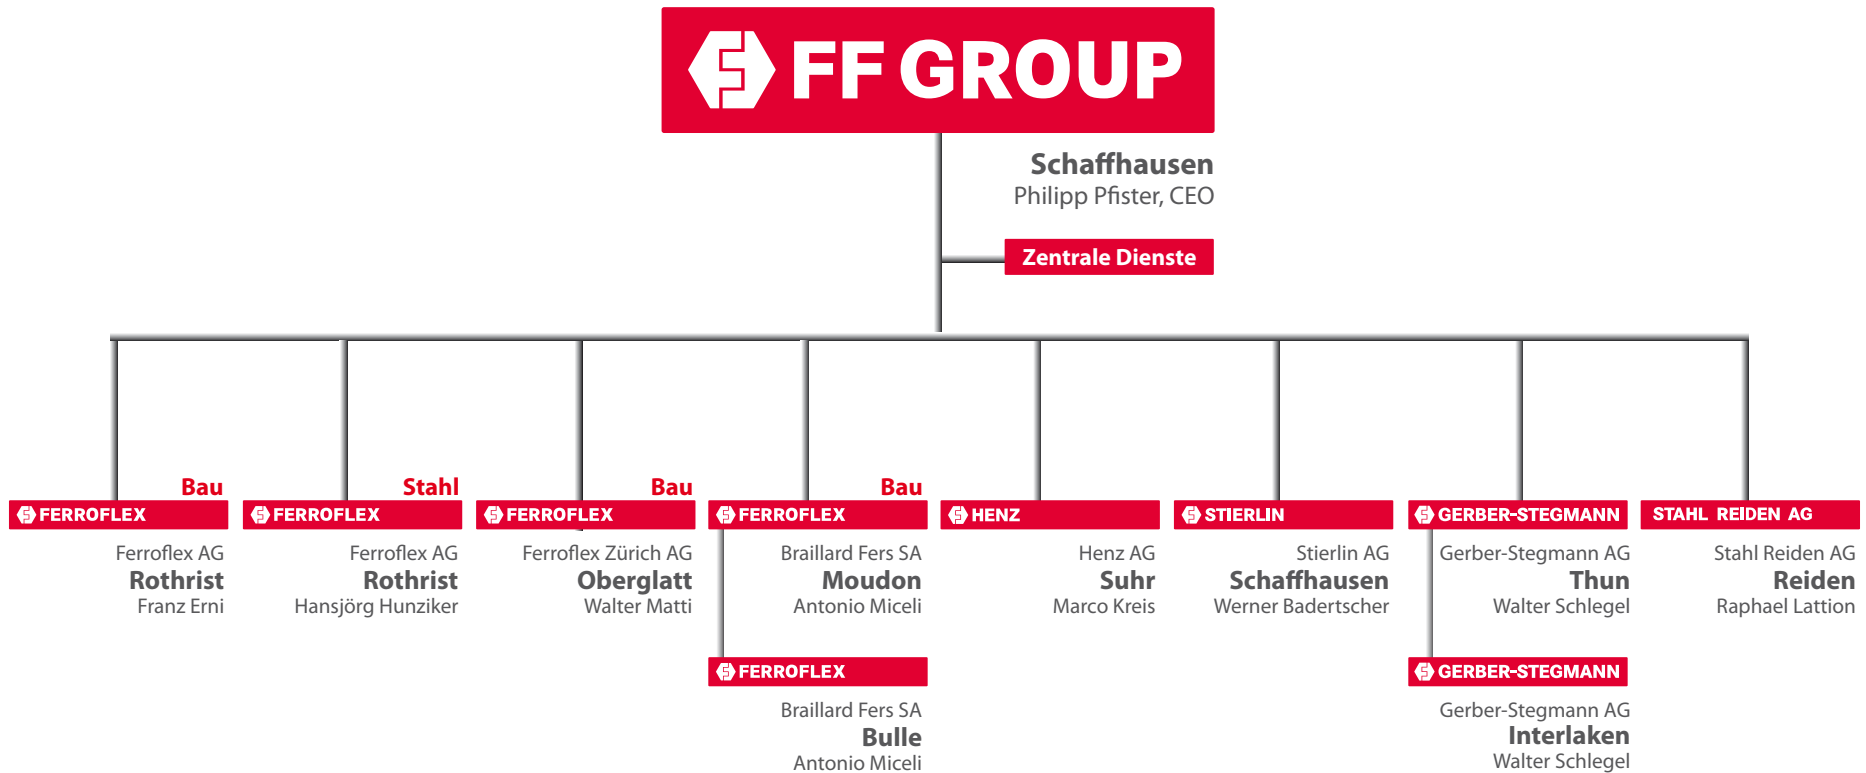 FF GROUP
Schaffhausen
Philipp Pfister, CEO
Zentrale Dienste
Bau
FERROFLEX
Ferroflex AG
Rothrist
Franz Erni
Stahl
FERROFLEX
Ferroflex AG
Rothrist
Hansjörg Hunziker
Bau
FERROFLEX
Ferroflex Zürich AG
Oberglatt
Walter Matti
Bau
FERROFLEX
Braillard Fers SA
Moudon
Antonio Miceli
FERROFLEX
Braillard Fers SA
Bulle
Antonio Miceli
HENZ
Henz AG
Suhr
Marco Kreis
STIERLIN
Stierlin AG
Schaffhausen
Werner Badertscher
GERBER-STEGMANN
Gerber-Stegmann AG
Thun
Walter Schlegel
GERBER-STEGMANN
Gerber-Stegmann AG
Interlaken
Walter Schlegel
STAHL REIDEN AG
Stahl Reiden AG
Reiden
Raphael Lattion